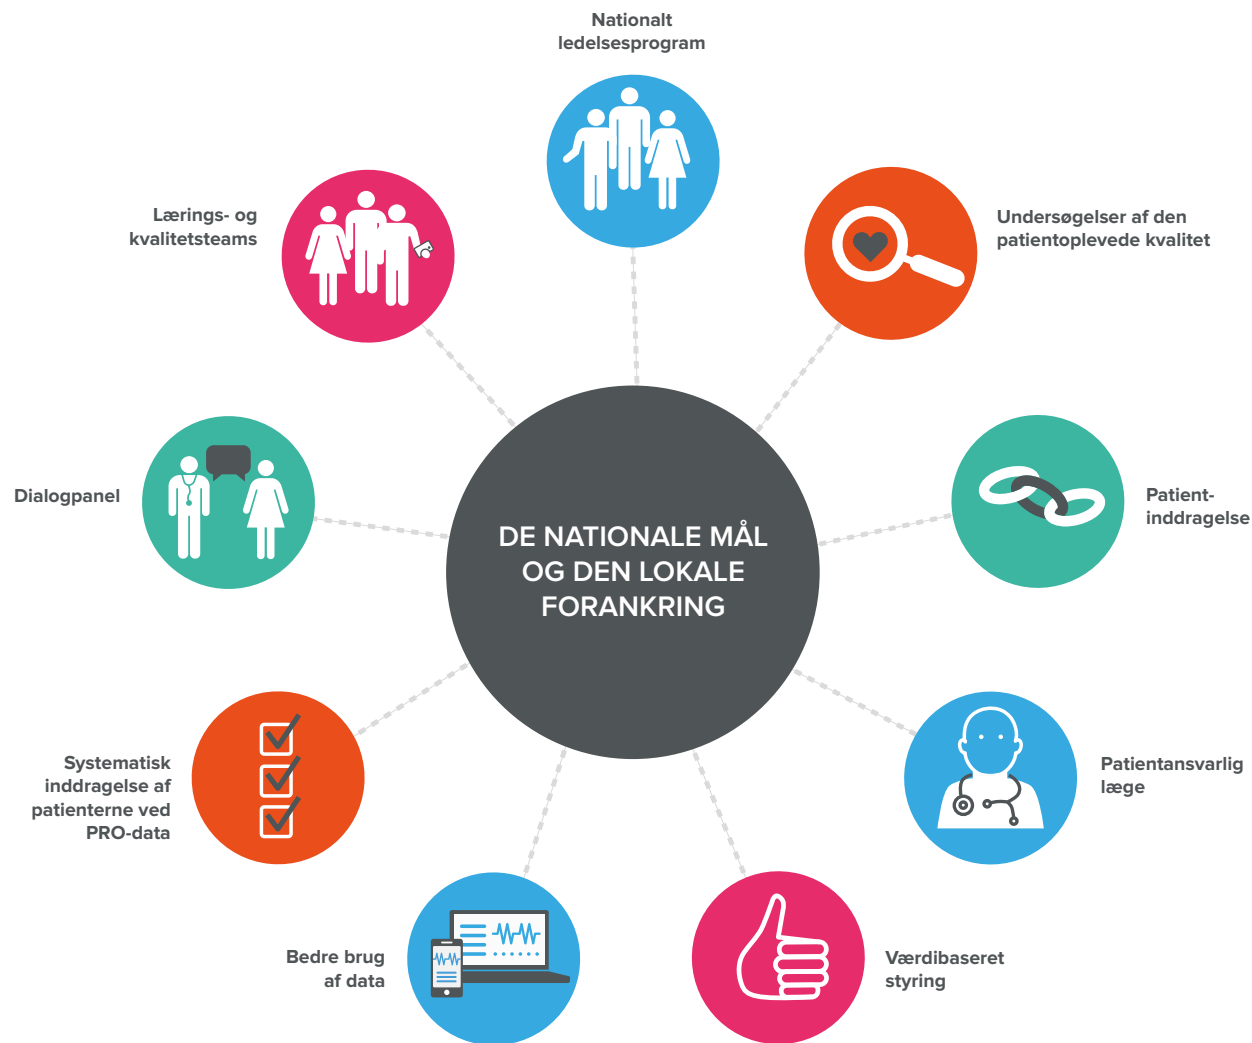 Nationalt
ledelsesprogram
Lærings- og
kvalitetsteams
Undersøgelser af den
patientoplevede kvalitet
Dialogpanel
Patient-
inddragelse
DE NATIONALE MÅL
OG DEN LOKALE
FORANKRING
Systematisk
inddragelse af
patienterne ved
PRO-data
Patientansvarlig
læge
Bedre brug
af data
Værdibaseret
styring